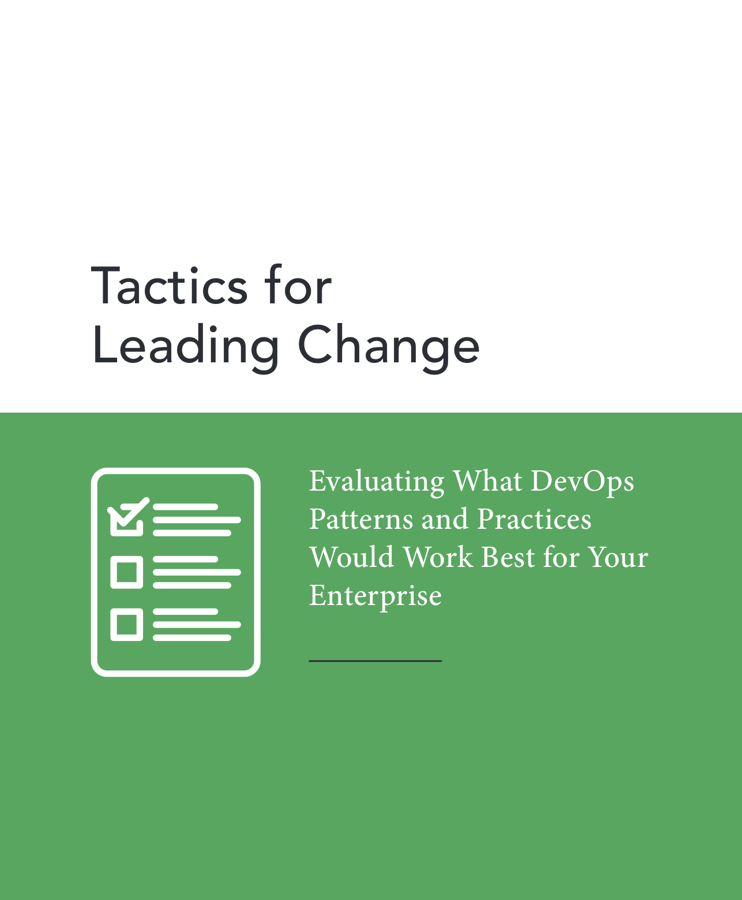 Tactics for
Leading Change
Evaluating What DevOps
Patterns and Practices
Would Work Best for Your
Enterprise